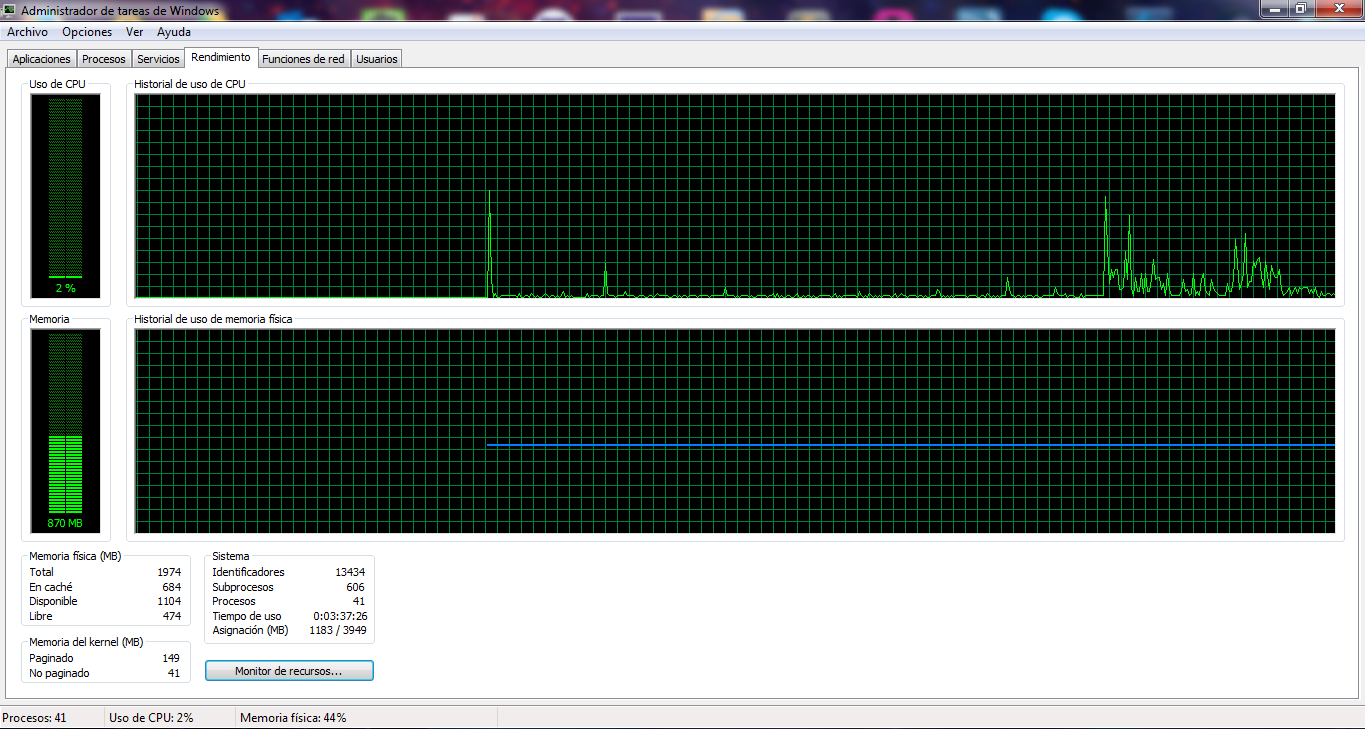 Administrador de tareas de Windows
Archivo Opciones Ver Ayuda
Aplicaciones Procesos Servicios Rendimiento Funciones de red Usuarios
Uso de CPU Historial de uso de CPU
2 %
Memoria Historial de uso de memoria física
870 MB
Memoria física (MB) Sistema
Total 1974 Identificadores 13434
En caché 684 Subprocesos 606
Disponible 1104 Procesos 41
Libre 474 Tiempo de uso 0:03:37:26
Asignación (MB) 1183 / 3949
Memoria del kernel (MB)
Paginado 149
No paginado 41
Monitor de recursos...
Procesos: 41 Uso de CPU: 2% Memoria física: 44%